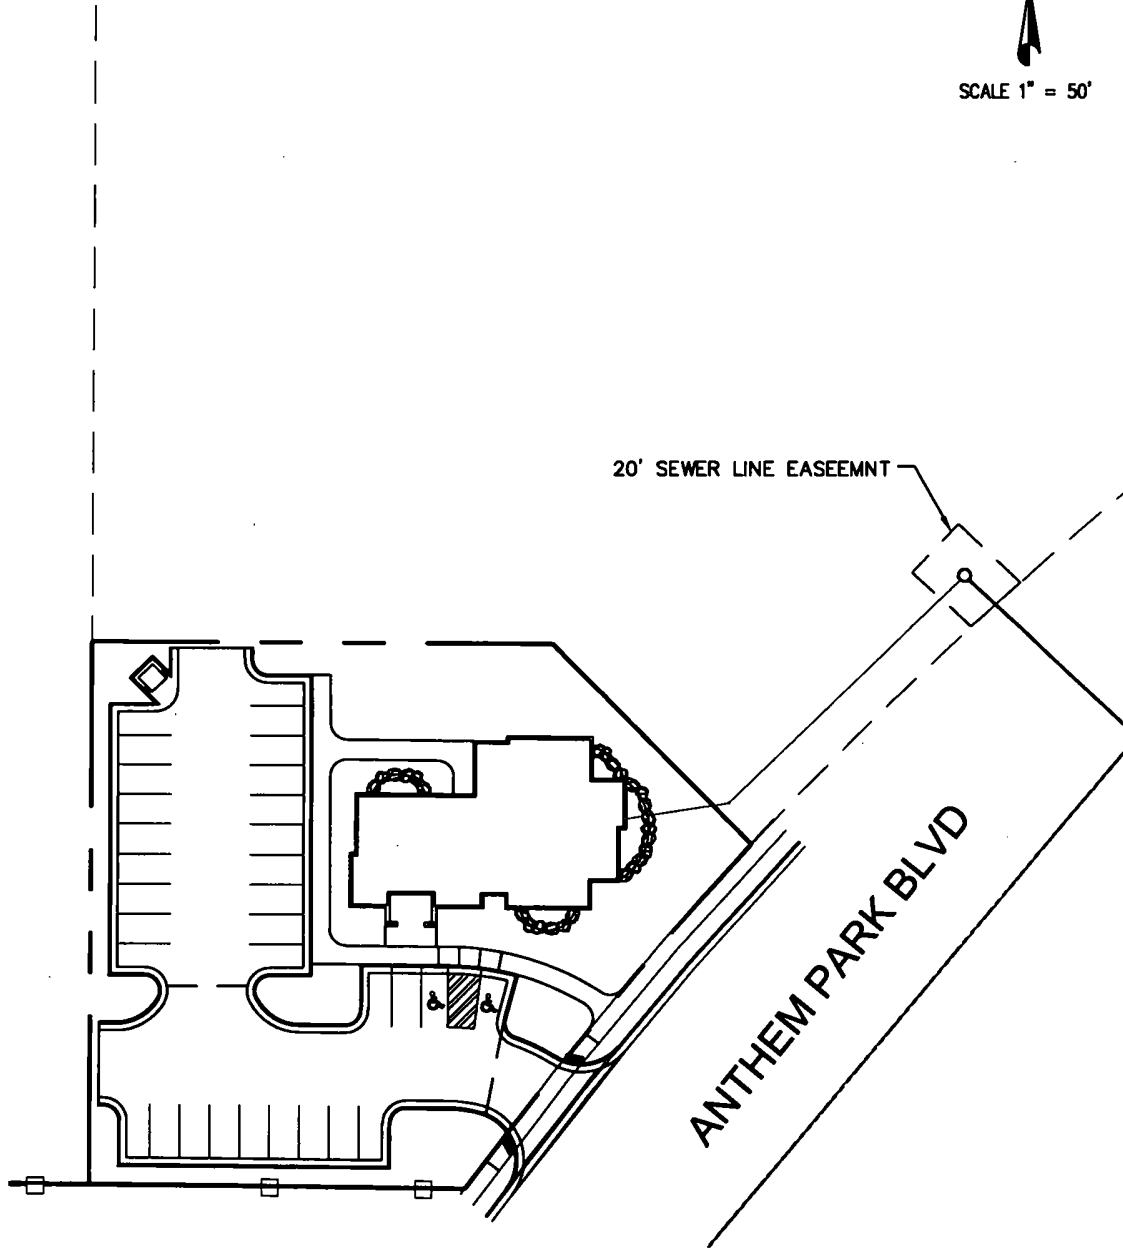 SCALE 1" = 50'
20' SEWER LINE EASEEMNT
ANTHEM PARK BLVD